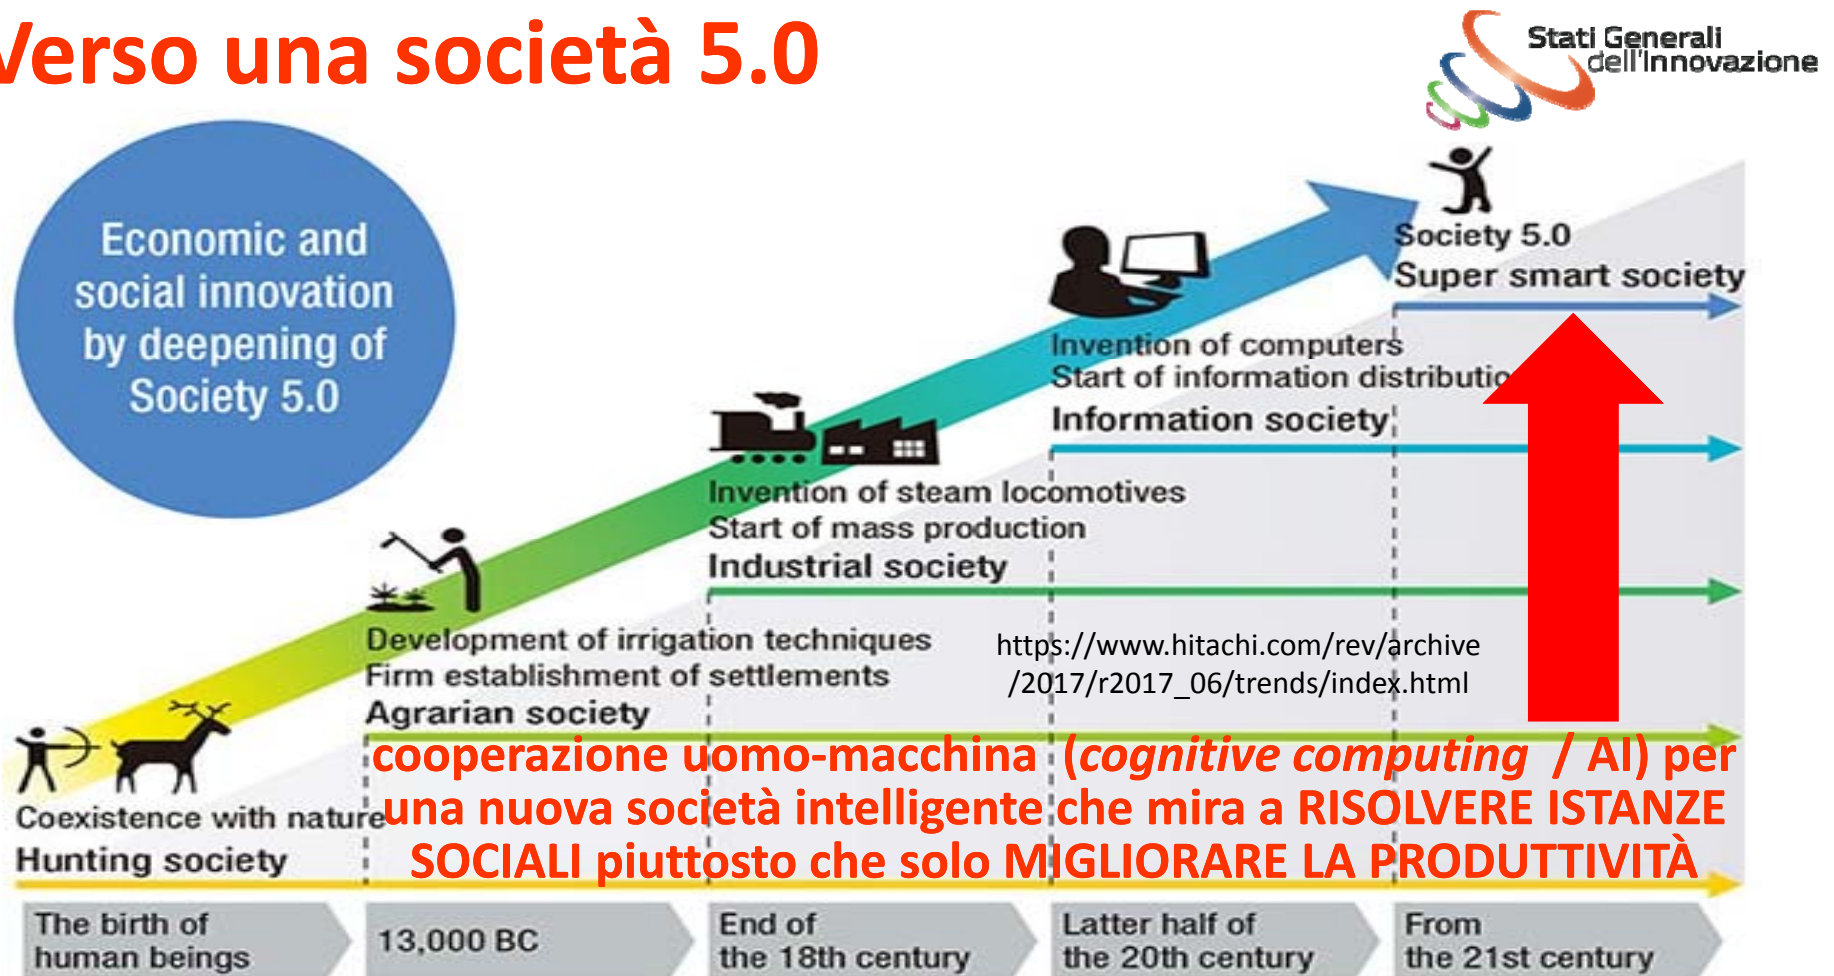 Verso una società 5.0
Stati Generali
dell'Innovazione
Economic and
social innovation
by deepening of
Society 5.0
Society 5.0
Super smart society
Invention of computers
Start of information distributio
Information society
Invention of steam locomotives
Start of mass production
Industrial society
Development of irrigation techniques
Firm establishment of settlements
Agrarian society
https://www.hitachi.com/rev/archive
/2017/r2017_06/trends/index.html
Coexistence with nature
Hunting society
cooperazione uomo-macchina (cognitive computing / AI) per
una nuova società intelligente che mira a RISOLVERE ISTANZE
SOCIALI piuttosto che solo MIGLIORARE LA PRODUTTIVITÀ
The birth of
human beings
13,000 BC
End of
the 18th century
Latter half of
the 20th century
From
the 21st century